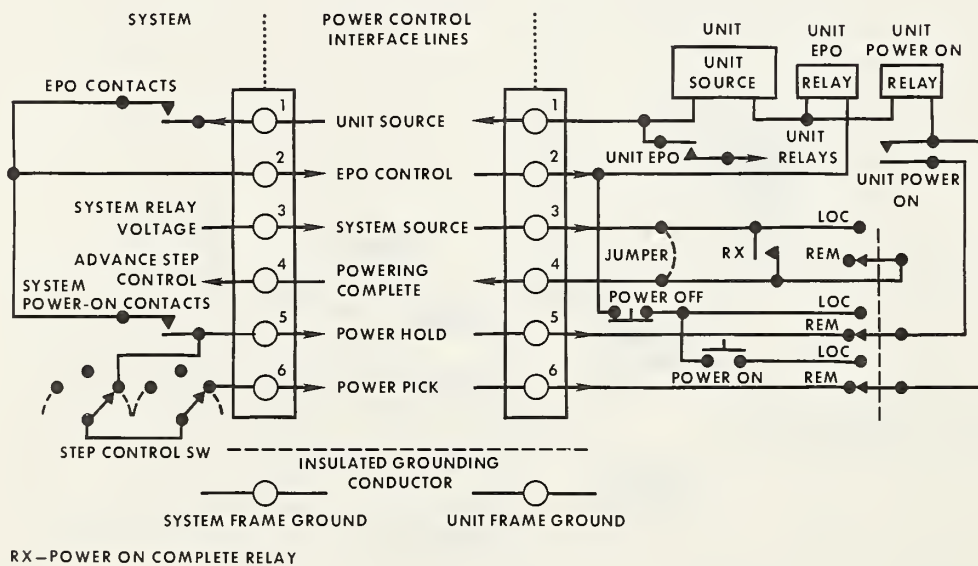 SYSTEM
POWER CONTROL
INTERFACE LINES
UNIT
UNIT
EPO
UNIT
POWER ON
UNIT
SOURCE
RELAY
RELAY
EPO CONTACTS
1
UNIT SOURCE
1
UNIT EPO
UNIT
RELAYS
2
EPO CONTROL
2
UNIT POWER
ON
SYSTEM RELAY
VOLTAGE
3
SYSTEM SOURCE
3
LOC
JUMPER
RX
REM
ADVANCE STEP
CONTROL
4
POWERING
COMPLETE
4
SYSTEM
POWER-ON CONTACTS
POWER OFF
LOC
5
POWER HOLD
5
REM
LOC
6
POWER PICK
6
POWER ON
REM
STEP CONTROL SW
INSULATED GROUNDING
CONDUCTOR
SYSTEM FRAME GROUND
UNIT FRAME GROUND
RX—POWER ON COMPLETE RELAY